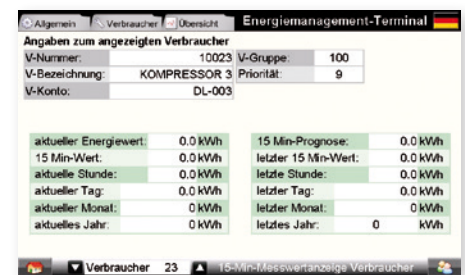 Allgemein Verbraucher Übersicht Energiemanagement-Terminal
Angaben zum angezeigten Verbraucher
V-Nummer: 10023 V-Gruppe: 100
V-Bezeichnung: KOMPRESSOR 3 Priorität: 9
V-Konto: DL-003
aktueller Energiewert: 0.0 kWh 15 Min-Prognose: 0.0 kWh
15 Min-Wert: 0.0 kWh letzter 15 Min-Wert: 0.0 kWh
aktuelle Stunde: 0.0 kWh letzte Stunde: 0.0 kWh
aktueller Tag: 0.0 kWh letzter Tag: 0.0 kWh
aktueller Monat: 0 kWh letzter Monat: 0 kWh
aktuelles Jahr: 0 kWh letztes Jahr: 0 kWh
Verbraucher 23 15-Min-Messwertanzeige Verbraucher